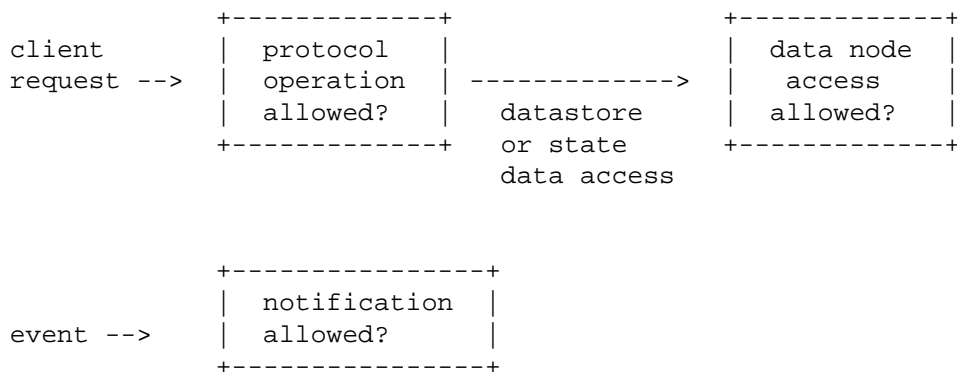 +-------------+                 +-------------+
client        |  protocol   |                 |  data node  |
request -->   |  operation  | ------------->  |   access    |
              |  allowed?   |   datastore     |  allowed?   |
              +-------------+   or state      +-------------+
                                data access
              +----------------+
              |  notification  |
event -->     |  allowed?      |
              +----------------+